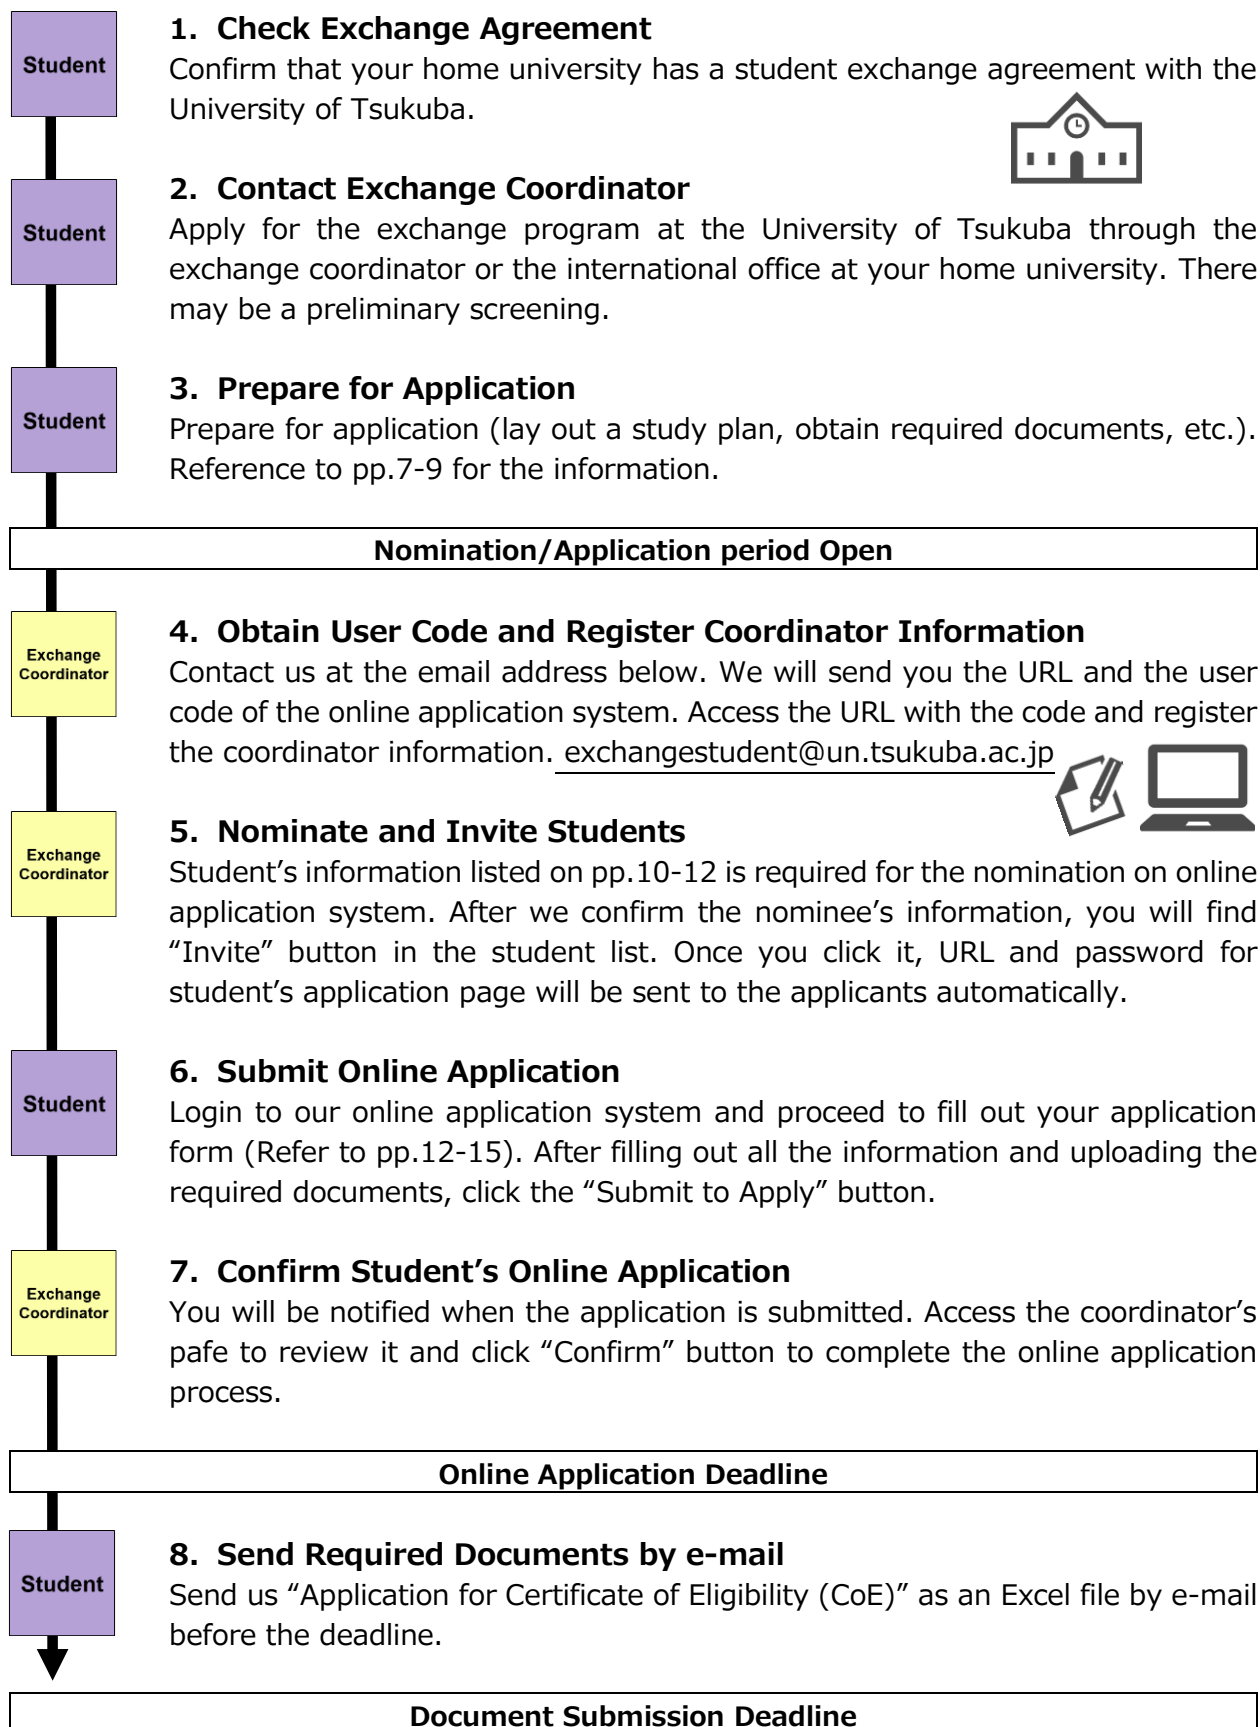 Student
1. Check Exchange Agreement
Confirm that your home university has a student exchange agreement with the
University of Tsukuba.
Student
2. Contact Exchange Coordinator
Apply for the exchange program at the University of Tsukuba through the
exchange coordinator or the international office at your home university. There
may be a preliminary screening.
Student
3. Prepare for Application
Prepare for application (lay out a study plan, obtain required documents, etc.).
Reference to pp.7-9 for the information.
Nomination/Application period Open
Exchange
Coordinator
4. Obtain User Code and Register Coordinator Information
Contact us at the email address below. We will send you the URL and the user
code of the online application system. Access the URL with the code and register
the coordinator information. exchangestudent@un.tsukuba.ac.jp
Exchange
Coordinator
5. Nominate and Invite Students
Student’s information listed on pp.10-12 is required for the nomination on online
application system. After we confirm the nominee’s information, you will find
“Invite” button in the student list. Once you click it, URL and password for
student’s application page will be sent to the applicants automatically.
Student
6. Submit Online Application
Login to our online application system and proceed to fill out your application
form (Refer to pp.12-15). After filling out all the information and uploading the
required documents, click the “Submit to Apply” button.
Exchange
Coordinator
7. Confirm Student’s Online Application
You will be notified when the application is submitted. Access the coordinator’s
pafe to review it and click “Confirm” button to complete the online application
process.
Online Application Deadline
Student
8. Send Required Documents by e-mail
Send us “Application for Certificate of Eligibility (CoE)” as an Excel file by e-mail
before the deadline.
Document Submission Deadline